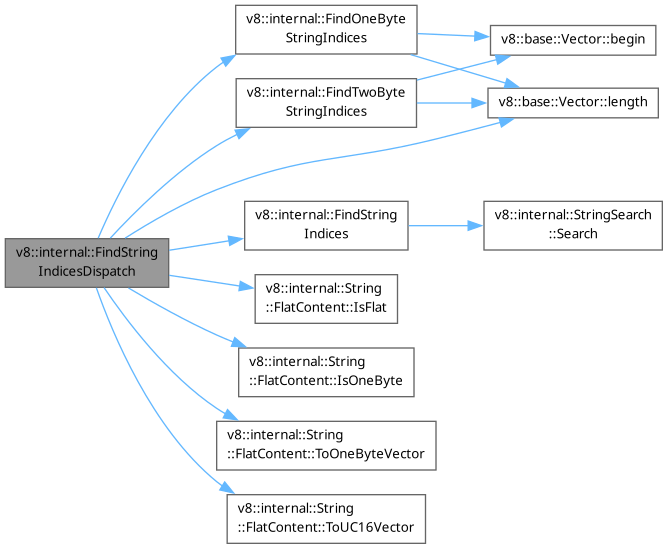 v8::internal::FindOneByte
StringIndices
v8::base::Vector::begin
v8::internal::FindTwoByte
StringIndices
v8::base::Vector::length
v8::internal::FindString
Indices
v8::internal::StringSearch
::Search
v8::internal::FindString
IndicesDispatch
v8::internal::String
::FlatContent::IsFlat
v8::internal::String
::FlatContent::IsOneByte
v8::internal::String
::FlatContent::ToOneByteVector
v8::internal::String
::FlatContent::ToUC16Vector